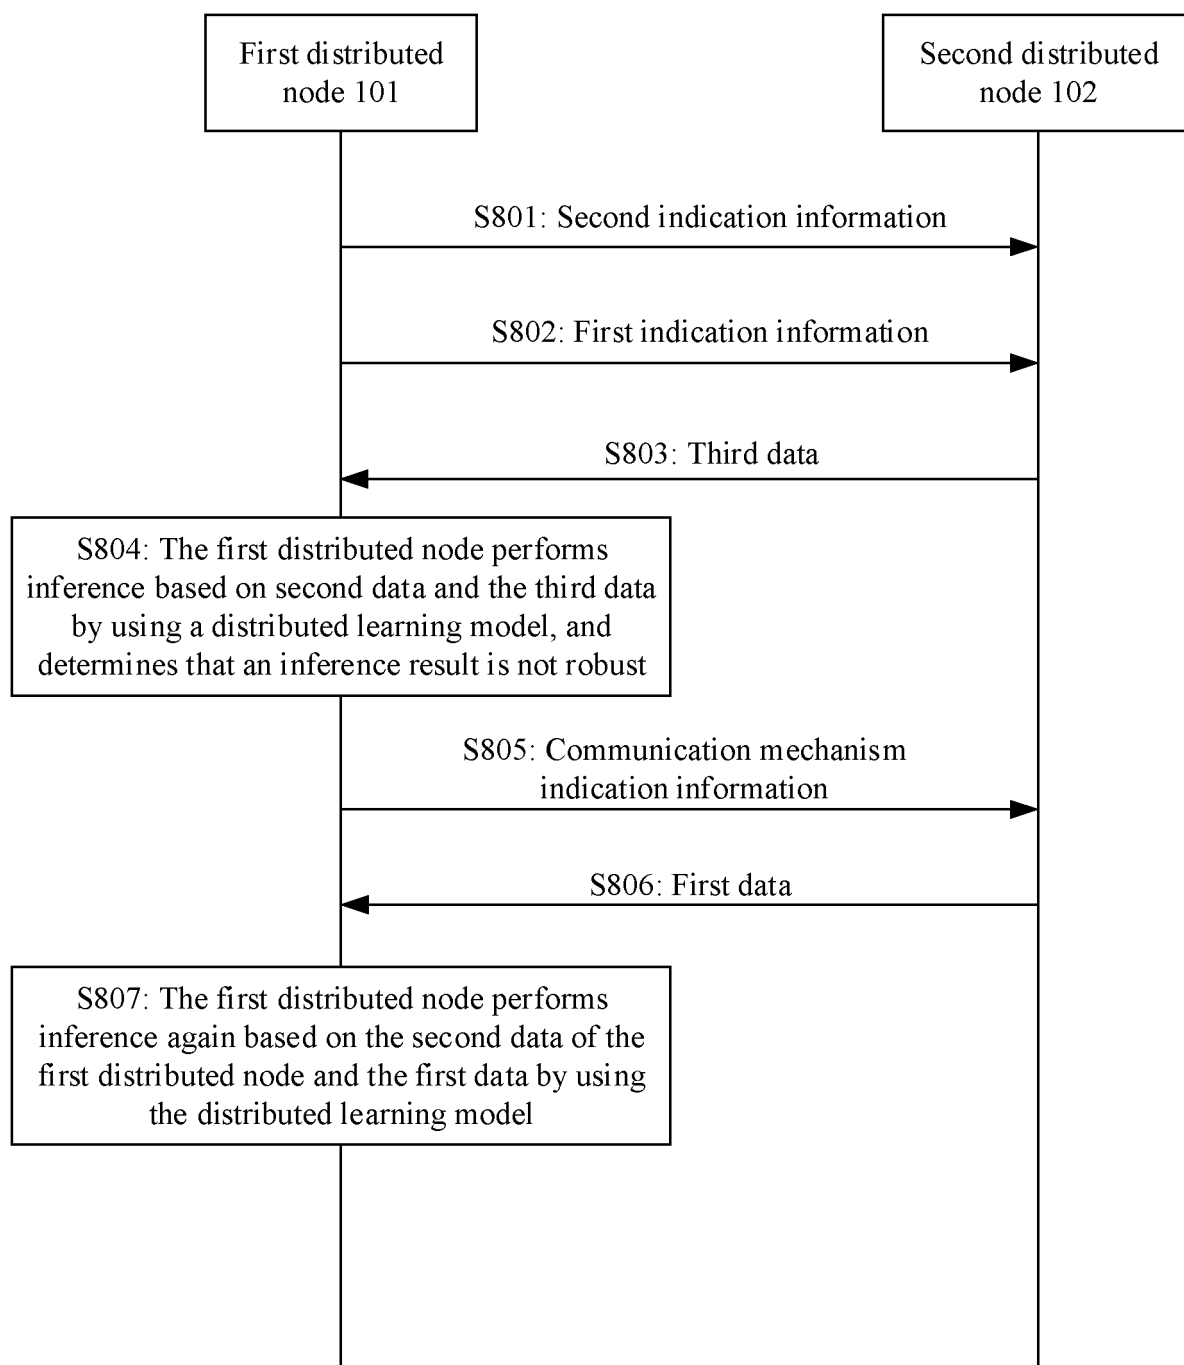 First distributed
node 101
Second distributed
node 102
S801: Second indication information
S802: First indication information
S803: Third data
S804: The first distributed node performs
inference based on second data and the third data
by using a distributed learning model, and
determines that an inference result is not robust
S805: Communication mechanism
indication information
S806: First data
S807: The first distributed node performs
inference again based on the second data of the
first distributed node and the first data by using
the distributed learning model